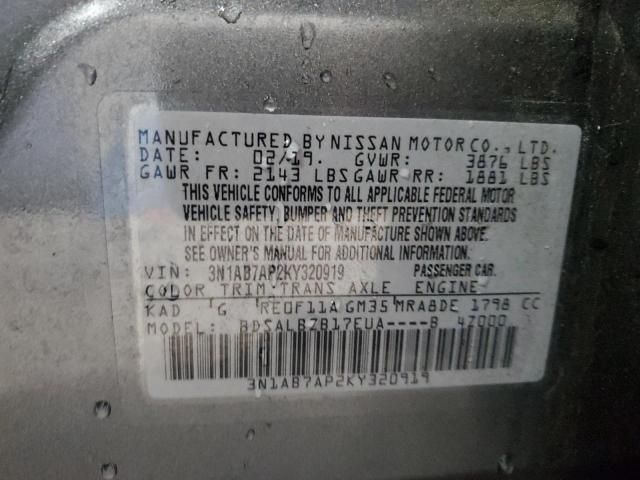 MANUFACTURED BY NISSAN MOTOR CO., LTD.
DATE: 02/19. GVWR: 3876 LBS
GAWR FR: 2143 LBS GAWR RR: 1881 LBS
THIS VEHICLE CONFORMS TO ALL APPLICABLE FEDERAL MOTOR
VEHICLE SAFETY, BUMPER AND THEFT PREVENTION STANDARDS
IN EFFECT ON THE DATE OF MANUFACTURE SHOWN ABOVE.
SEE OWNER'S MANUAL FOR ADDITIONAL INFORMATION.
VIN: 3N1AB7AP2KY320919 PASSENGER CAR.
COLOR TRIM: TRANS AXLE ENGINE
KAD G RE0F11A GM35 MRA8DE 1798 CC
MODEL: BDSALBZB17EUA----B 4Z000
3N1AB7AP2KY320919